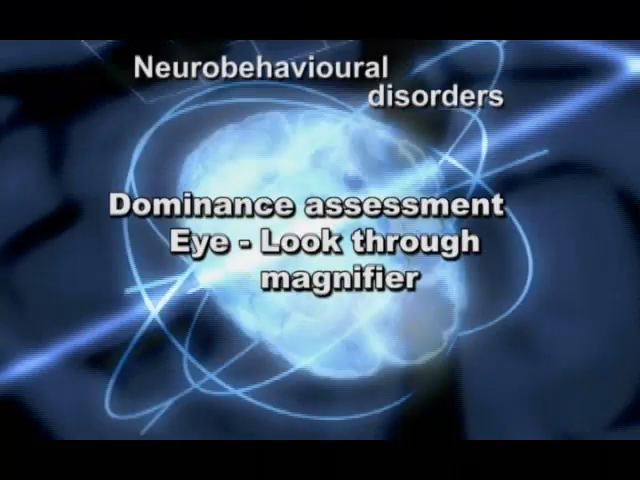 Neurobehavioural
disorders
Dominance assessment
Eye - Look through
magnifier